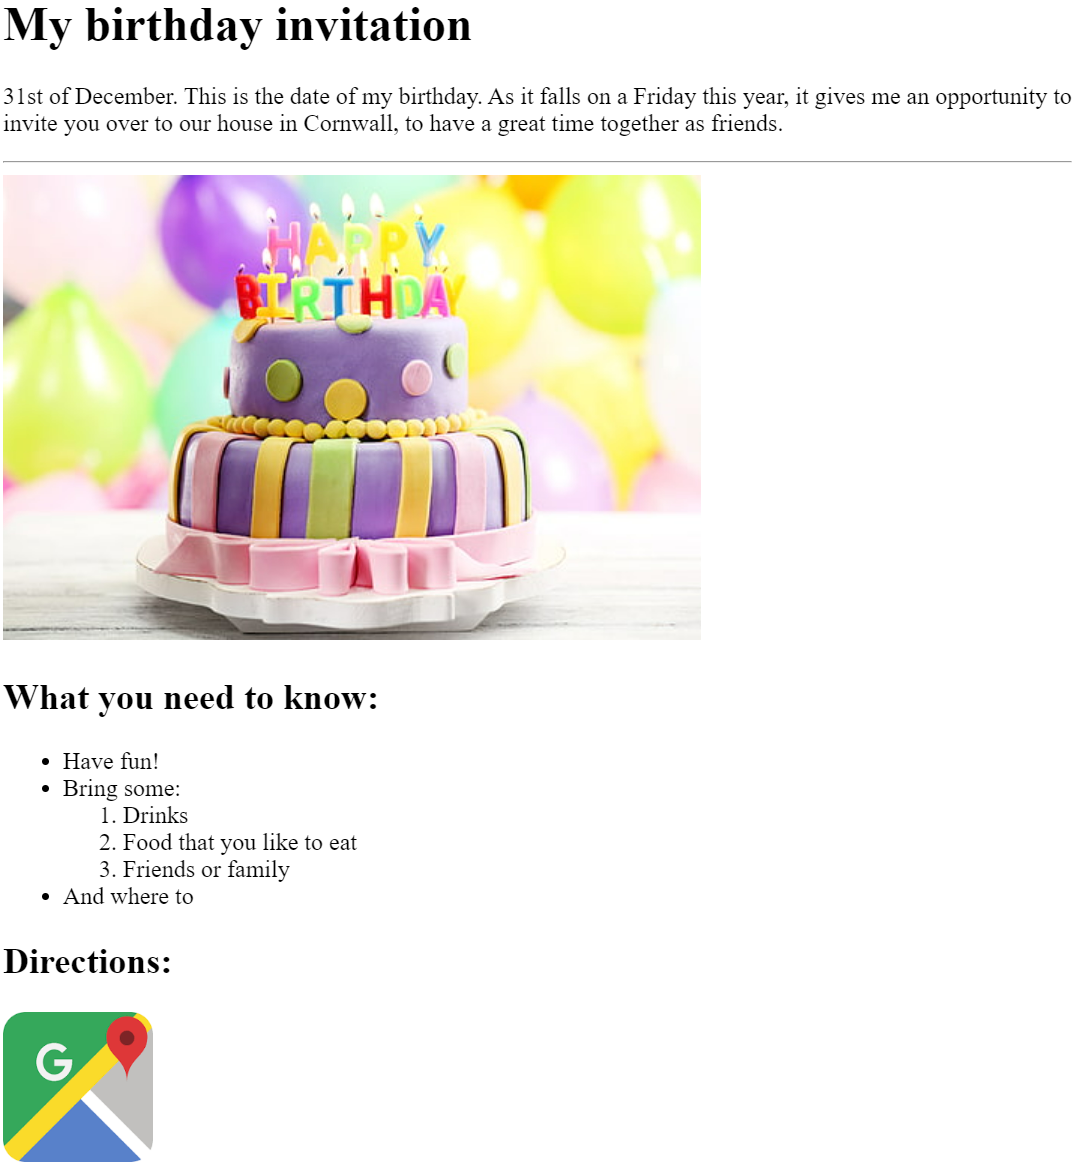 My birthday invitation
31st of December. This is the date of my birthday. As it falls on a Friday this year, it gives me an opportunity to
invite you over to our house in Cornwall, to have a great time together as friends.
HAPPY
BIRTHDAY
What you need to know:
• Have fun!
• Bring some:
1. Drinks
2. Food that you like to eat
3. Friends or family
• And where to
Directions:
G